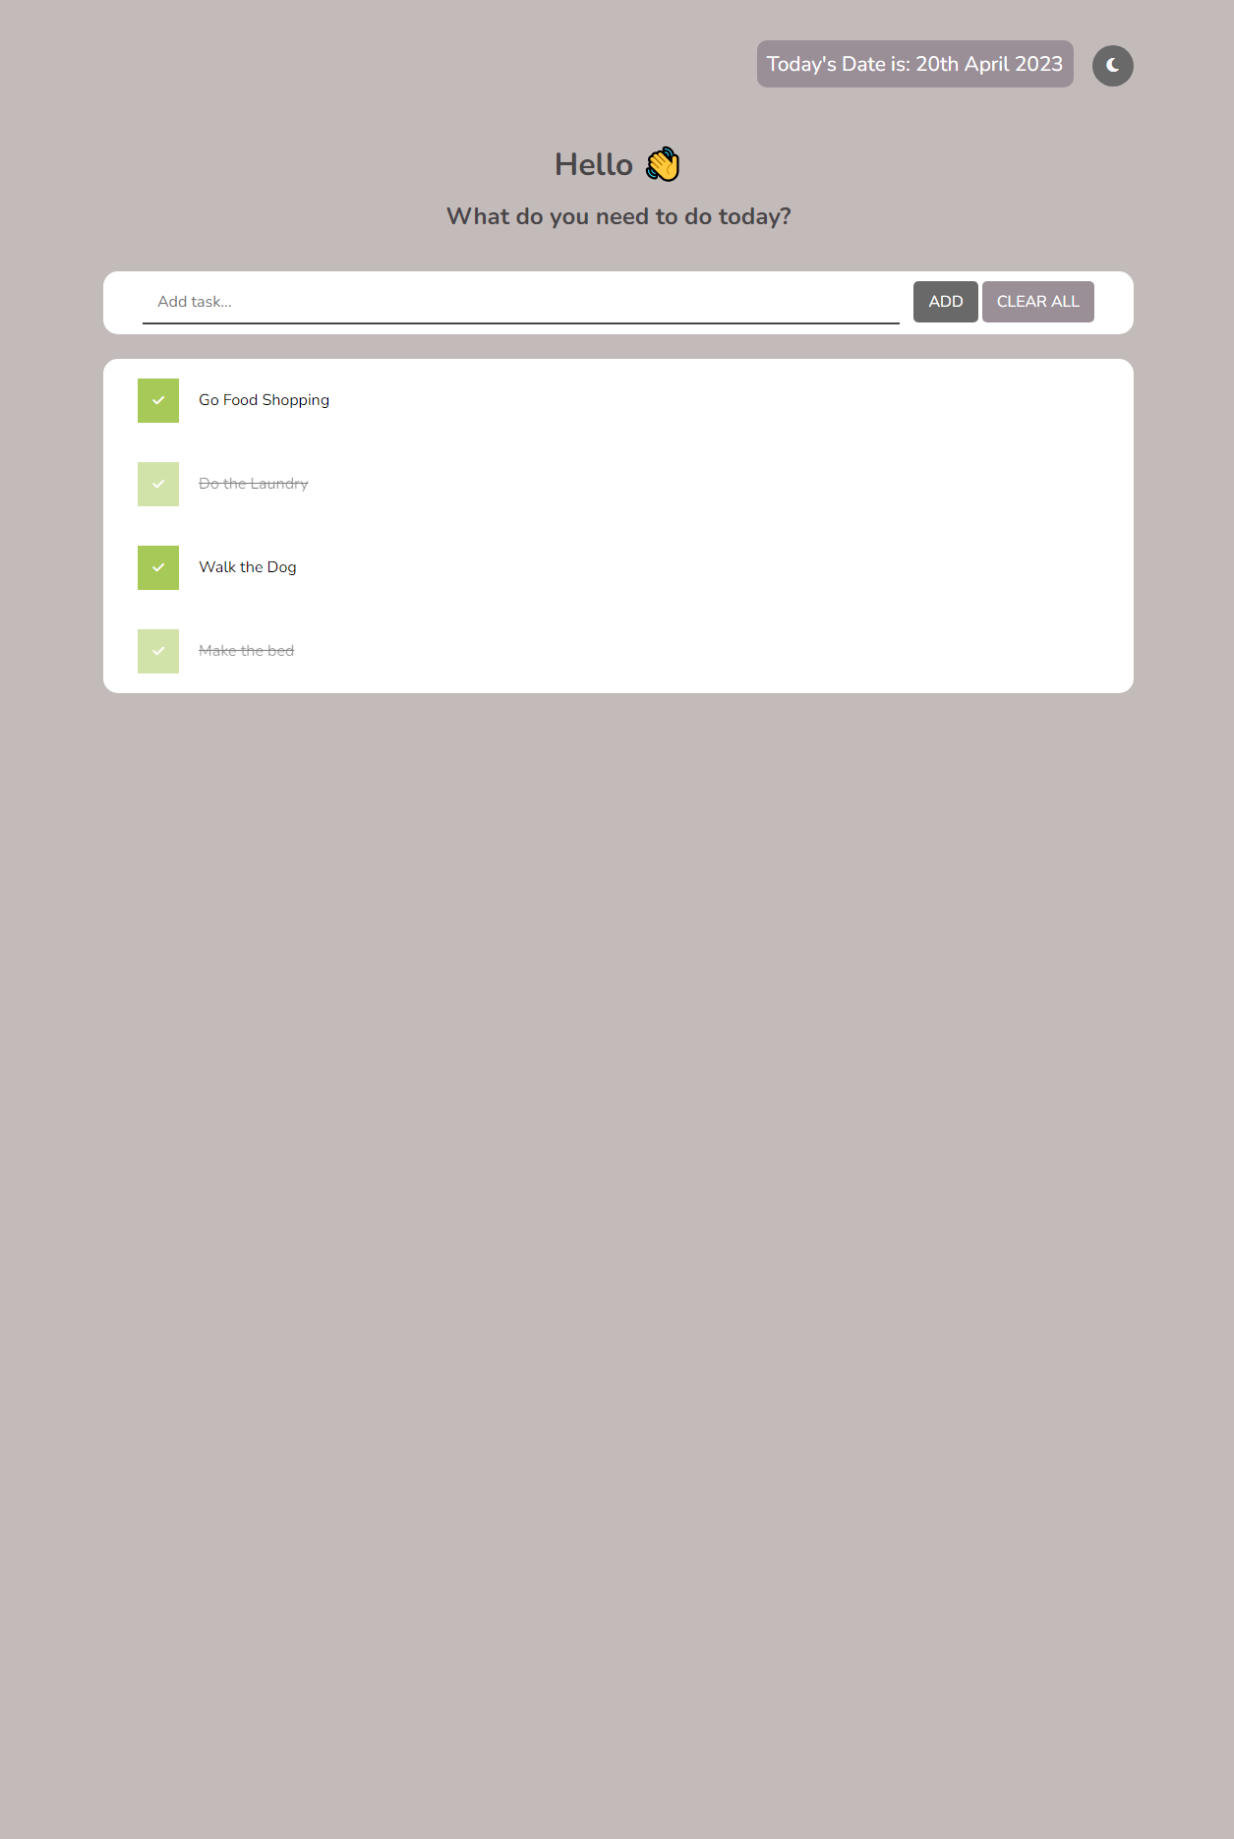 Today's Date is: 20th April 2023
Hello 👋
What do you need to do today?
Add task...
ADD
CLEAR ALL
Go Food Shopping
Do the Laundry
Walk the Dog
Make the bed